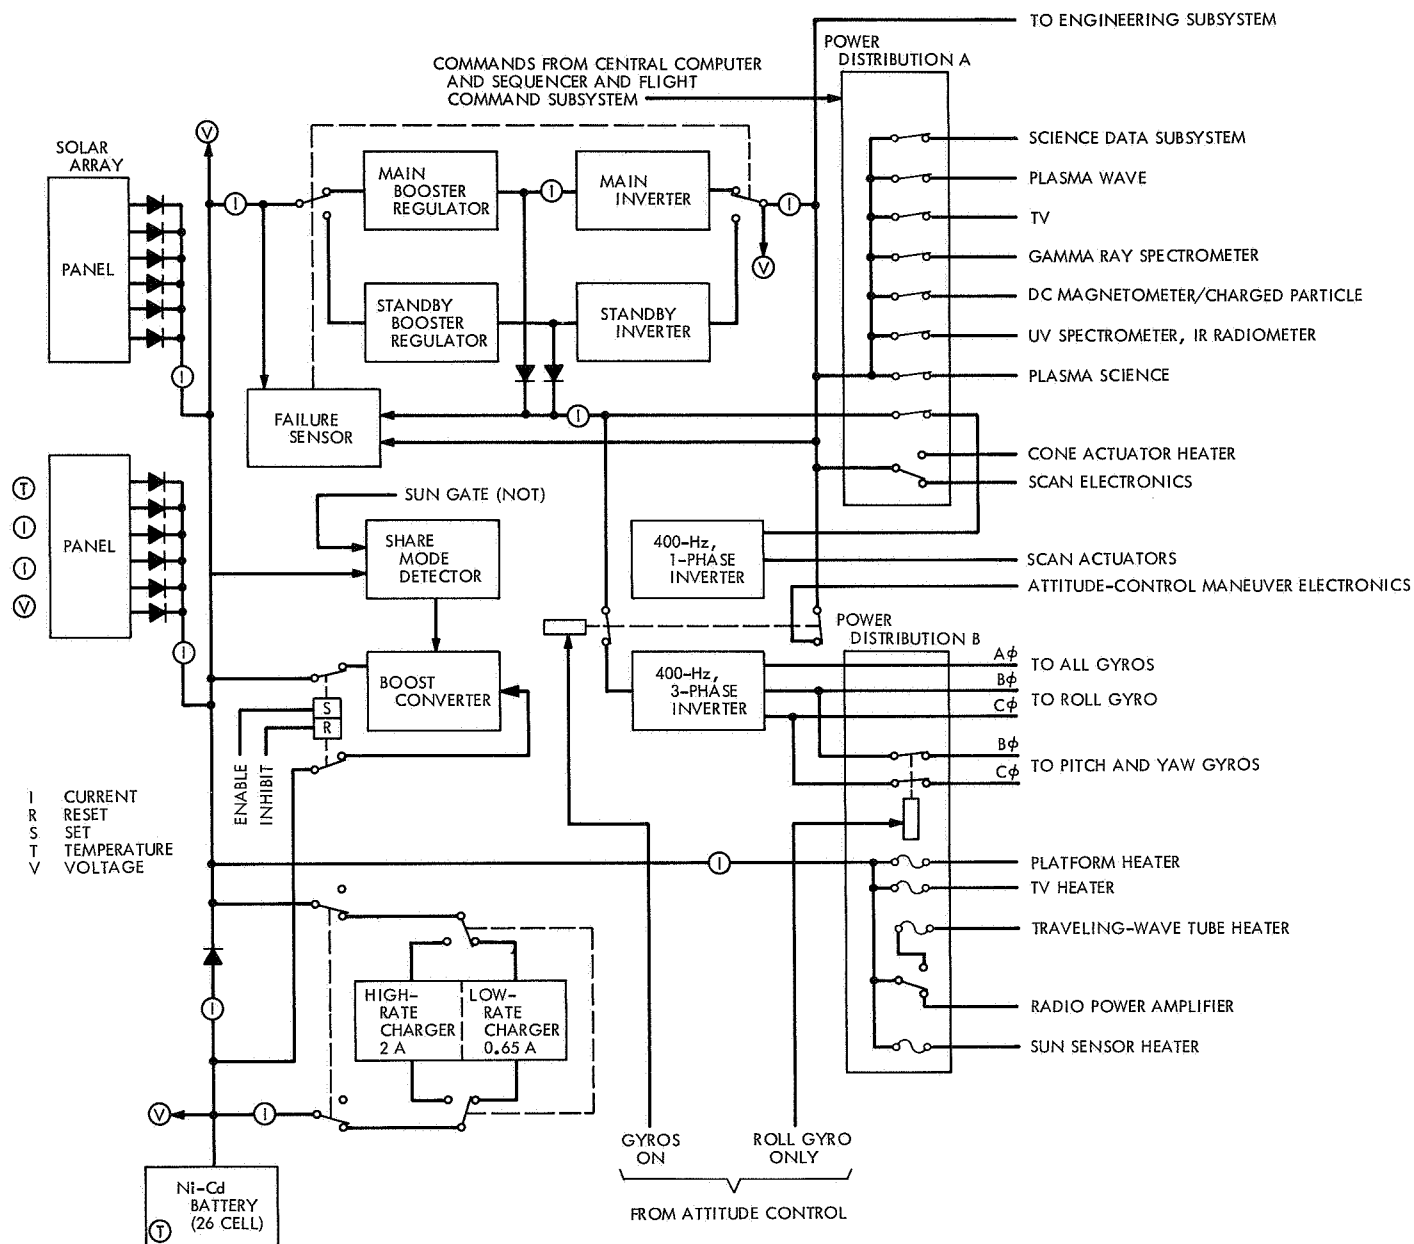 TO ENGINEERING SUBSYSTEM
POWER
DISTRIBUTION A
COMMANDS FROM CENTRAL COMPUTER
AND SEQUENCER AND FLIGHT
COMMAND SUBSYSTEM
V
SOLAR
ARRAY
PANEL
I
I
MAIN
BOOSTER
REGULATOR
I
MAIN
INVERTER
I
V
STANDBY
BOOSTER
REGULATOR
STANDBY
INVERTER
SCIENCE DATA SUBSYSTEM
PLASMA WAVE
TV
GAMMA RAY SPECTROMETER
DC MAGNETOMETER/CHARGED PARTICLE
UV SPECTROMETER, IR RADIOMETER
PLASMA SCIENCE
FAILURE
SENSOR
I
CONE ACTUATOR HEATER
SCAN ELECTRONICS
T
I
I
V
PANEL
I
SUN GATE (NOT)
SHARE
MODE
DETECTOR
400-Hz,
1-PHASE
INVERTER
SCAN ACTUATORS
ATTITUDE-CONTROL MANEUVER ELECTRONICS
POWER
DISTRIBUTION B
BOOST
CONVERTER
S
R
ENABLE
INHIBIT
400-Hz,
3-PHASE
INVERTER
Aϕ
TO ALL GYROS
Bϕ
TO ROLL GYRO
Cϕ
Bϕ
TO PITCH AND YAW GYROS
Cϕ
I CURRENT
R RESET
S SET
T TEMPERATURE
V VOLTAGE
I
PLATFORM HEATER
TV HEATER
TRAVELING-WAVE TUBE HEATER
RADIO POWER AMPLIFIER
SUN SENSOR HEATER
I
HIGH-
RATE
CHARGER
2 A
LOW-
RATE
CHARGER
0.65 A
V
I
GYROS
ON
ROLL GYRO
ONLY
FROM ATTITUDE CONTROL
Ni-Cd
BATTERY
(26 CELL)
T